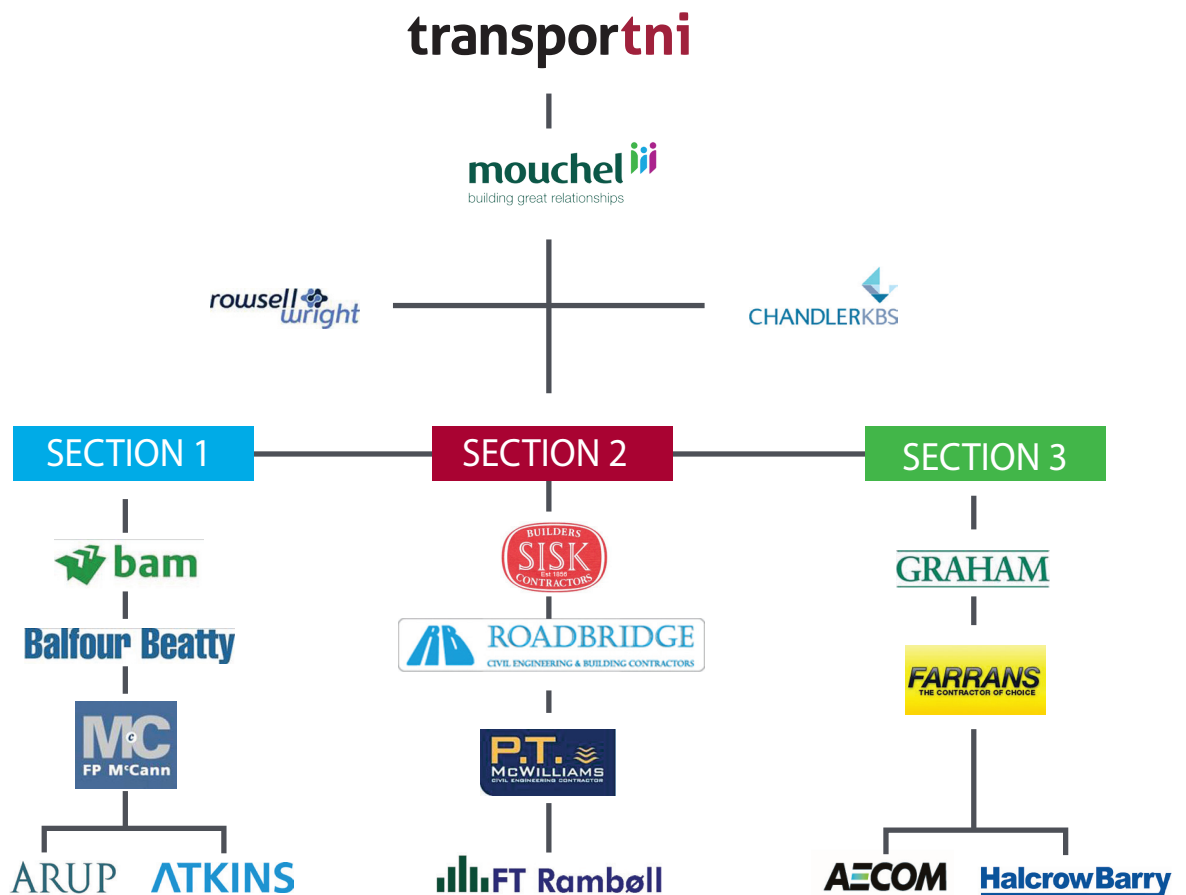 transportni
mouchel
building great relationships
rowsell
wright
CHANDLERKBS
SECTION 1
SECTION 2
SECTION 3
bam
Balfour Beatty
McC
FP McCann
ARUP
ATKINS
BUILDERS
SISK
Est 1859
CONTRACTORS
RB ROADBRIDGE
CIVIL ENGINEERING & BUILDING CONTRACTORS
P.T.
McWILLIAMS
CIVIL ENGINEERING CONTRACTOR
FT Rambøll
GRAHAM
FARRANS
THE CONTRACTOR OF CHOICE
AECOM
HalcrowBarry